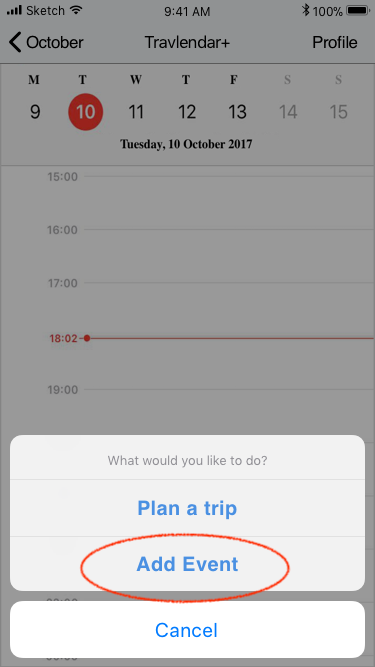 Sketch 9:41 AM 100%
October Travlendar+ Profile
M T W T F S S
9 10 11 12 13 14 15
Tuesday, 10 October 2017
15:00
16:00
17:00
18:02
19:00
What would you like to do?
Plan a trip
Add Event
Cancel